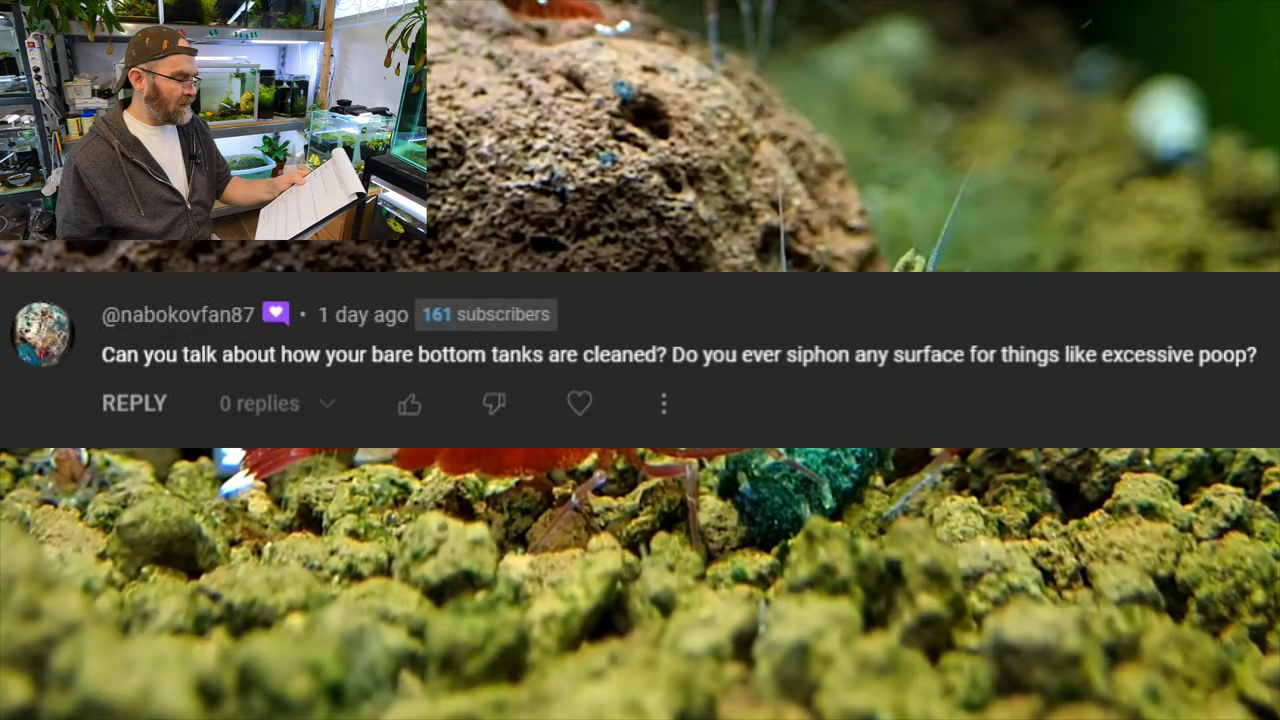 @nabokovfan87 • 1 day ago 161 subscribers
Can you talk about how your bare bottom tanks are cleaned? Do you ever siphon any surface for things like excessive poop?
REPLY 0 replies